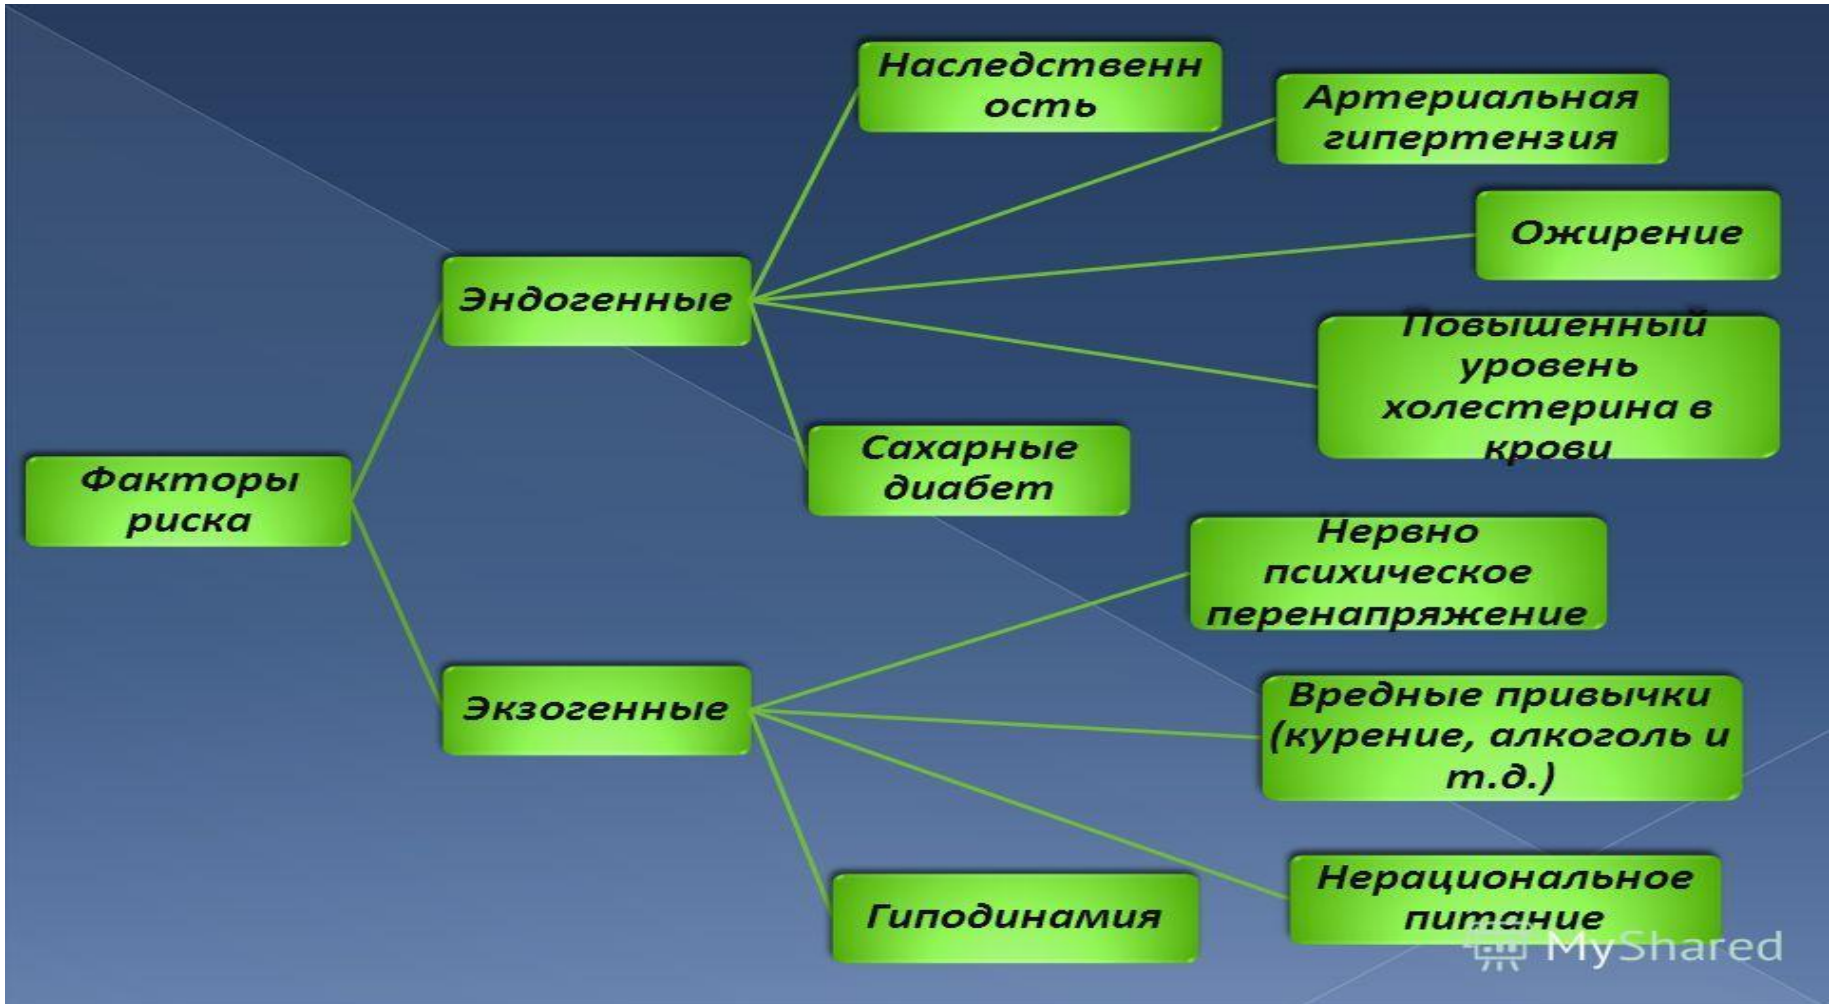 Наследственн
ость
Артериальная
гипертензия
Ожирение
Эндогенные
Повышенный
уровень
холестерина в
крови
Сахарные
диабет
Факторы
риска
Нервно
психическое
перенапряжение
Экзогенные
Вредные привычки
(курение, алкоголь и
т.д.)
Нерациональное
питание
Гиподинамия
MyShared